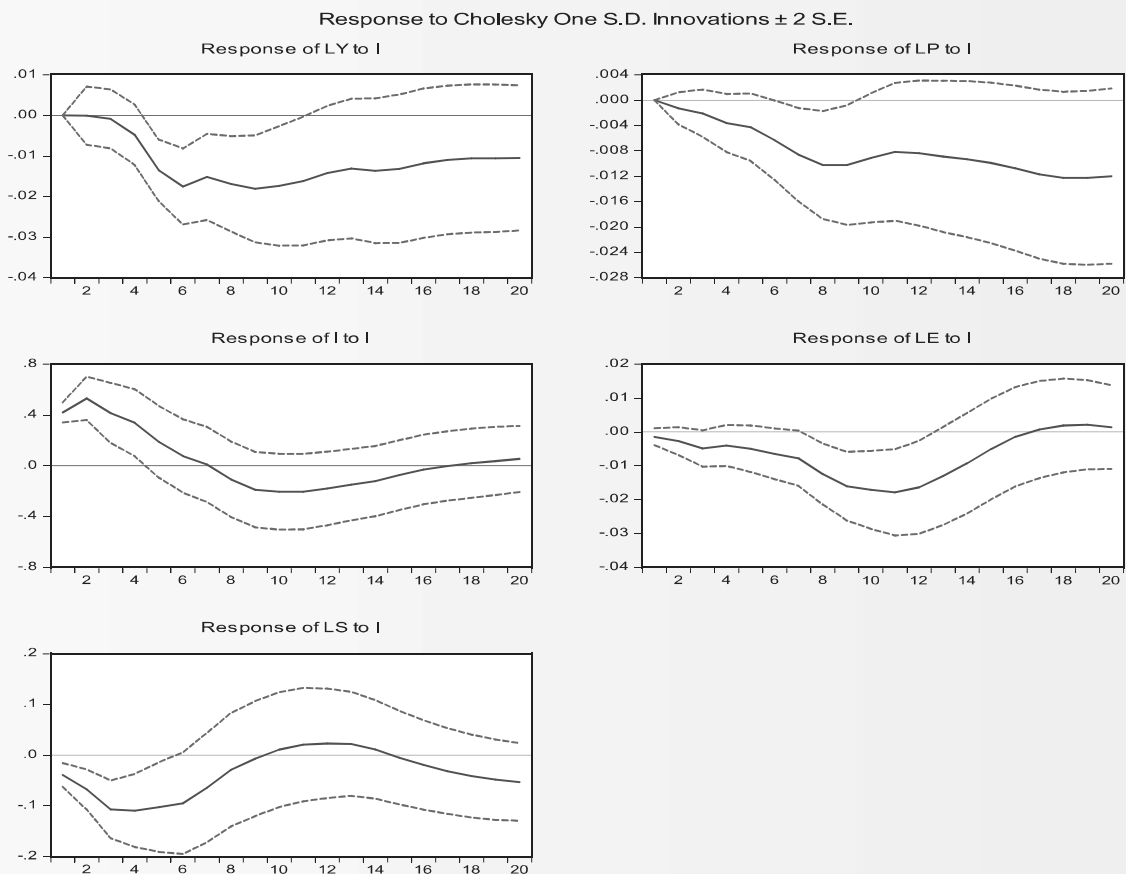 Response to Cholesky One S.D. Innovations ± 2 S.E.
Response of LY to I
.01
.00
-.01
-.02
-.03
-.04
2 4 6 8 10 12 14 16 18 20
Response of LP to I
.004
.000
-.004
-.008
-.012
-.016
-.020
-.024
-.028
2 4 6 8 10 12 14 16 18 20
Response of I to I
.8
.4
.0
-.4
-.8
2 4 6 8 10 12 14 16 18 20
Response of LE to I
.02
.01
.00
-.01
-.02
-.03
-.04
2 4 6 8 10 12 14 16 18 20
Response of LS to I
.2
.1
.0
-.1
-.2
2 4 6 8 10 12 14 16 18 20